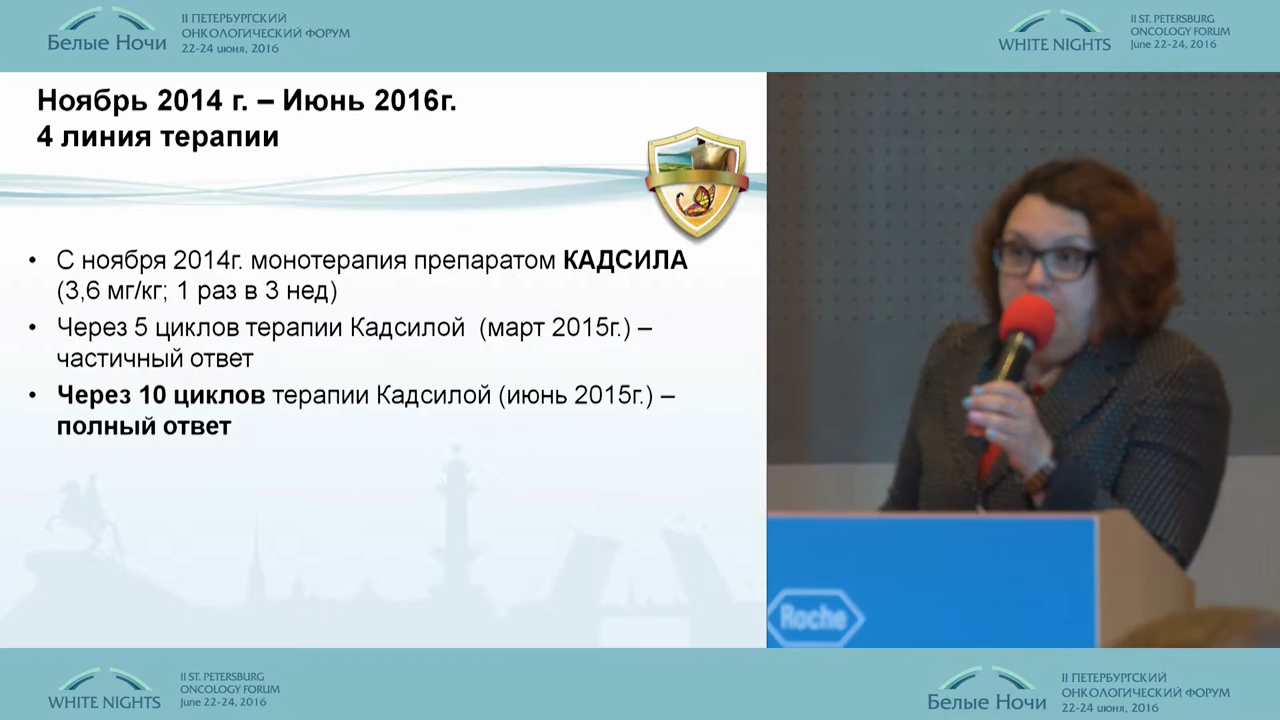 Белые Ночи
II ПЕТЕРБУРГСКИЙ
ОНКОЛОГИЧЕСКИЙ ФОРУМ
22-24 июня, 2016
WHITE NIGHTS
II ST. PETERSBURG
ONCOLOGY FORUM
June 22-24, 2016
Ноябрь 2014 г. – Июнь 2016г.
4 линия терапии
• С ноября 2014г. монотерапия препаратом КАДСИЛА
(3,6 мг/кг; 1 раз в 3 нед)
• Через 5 циклов терапии Кадсилой (март 2015г.) –
частичный ответ
• Через 10 циклов терапии Кадсилой (июнь 2015г.) –
полный ответ
Roche
WHITE NIGHTS
II ST. PETERSBURG
ONCOLOGY FORUM
June 22-24, 2016
Белые Ночи
II ПЕТЕРБУРГСКИЙ
ОНКОЛОГИЧЕСКИЙ ФОРУМ
22-24 июня, 2016